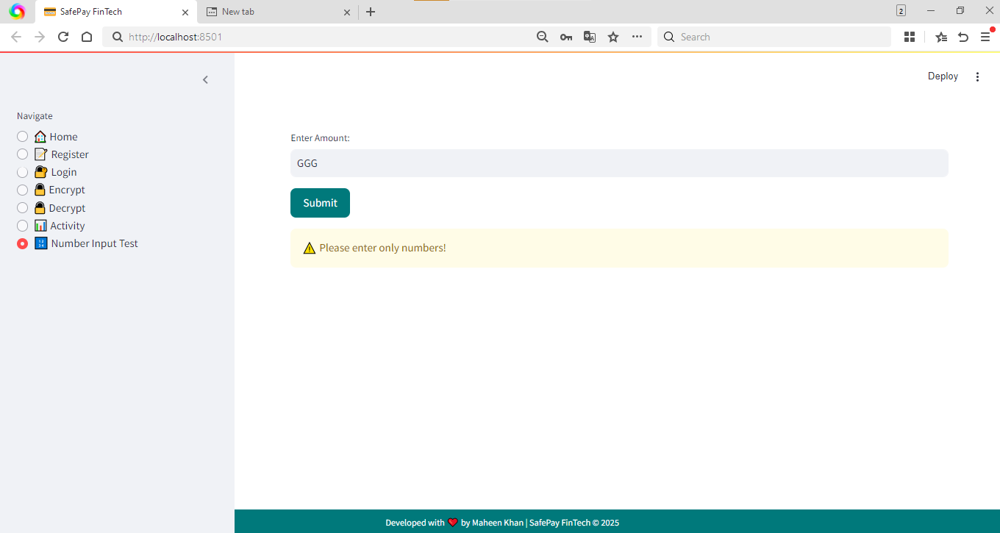 SafePay FinTech
New tab
2
http://localhost:8501
Search
Deploy
Navigate
Home
Register
Login
Encrypt
Decrypt
Activity
Number Input Test
Enter Amount:
GGG
Submit
⚠️ Please enter only numbers!
Developed with ❤️ by Maheen Khan | SafePay FinTech © 2025